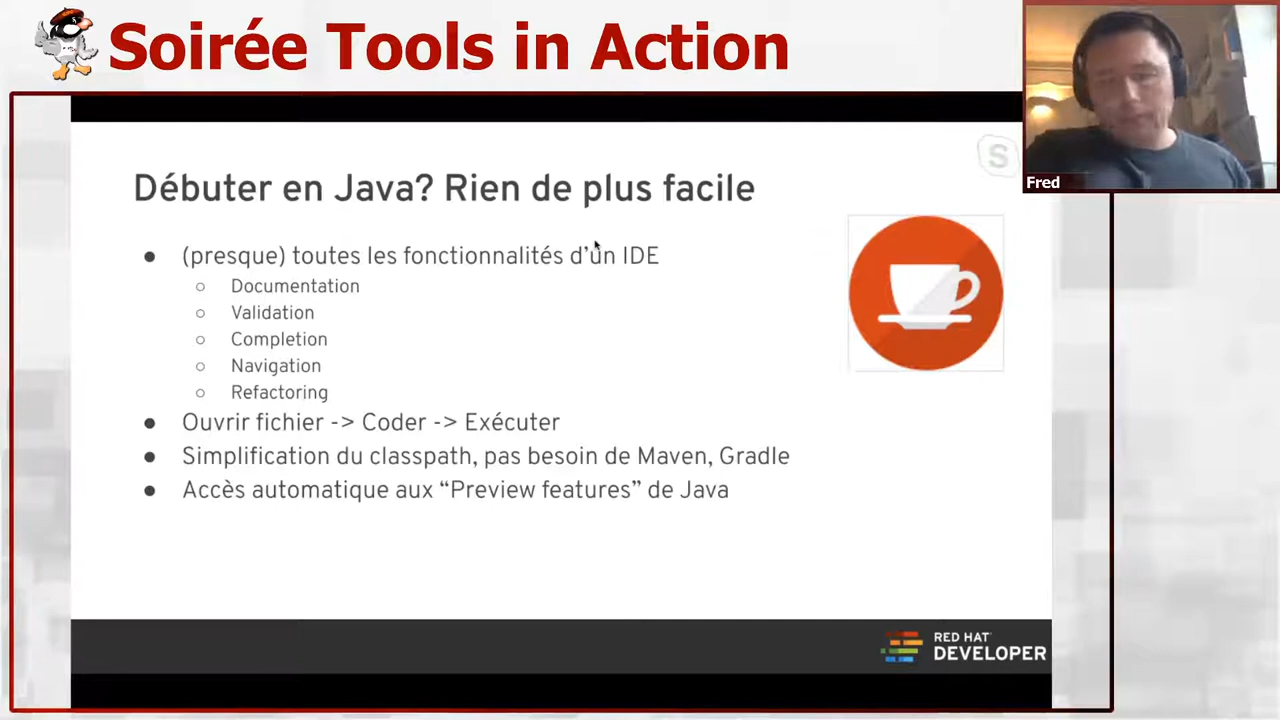 Soirée Tools in Action
Fred
S
Débuter en Java? Rien de plus facile
● (presque) toutes les fonctionnalités d’un IDE
○ Documentation
○ Validation
○ Completion
○ Navigation
○ Refactoring
● Ouvrir fichier -> Coder -> Exécuter
● Simplification du classpath, pas besoin de Maven, Gradle
● Accès automatique aux “Preview features” de Java
RED HAT
DEVELOPER